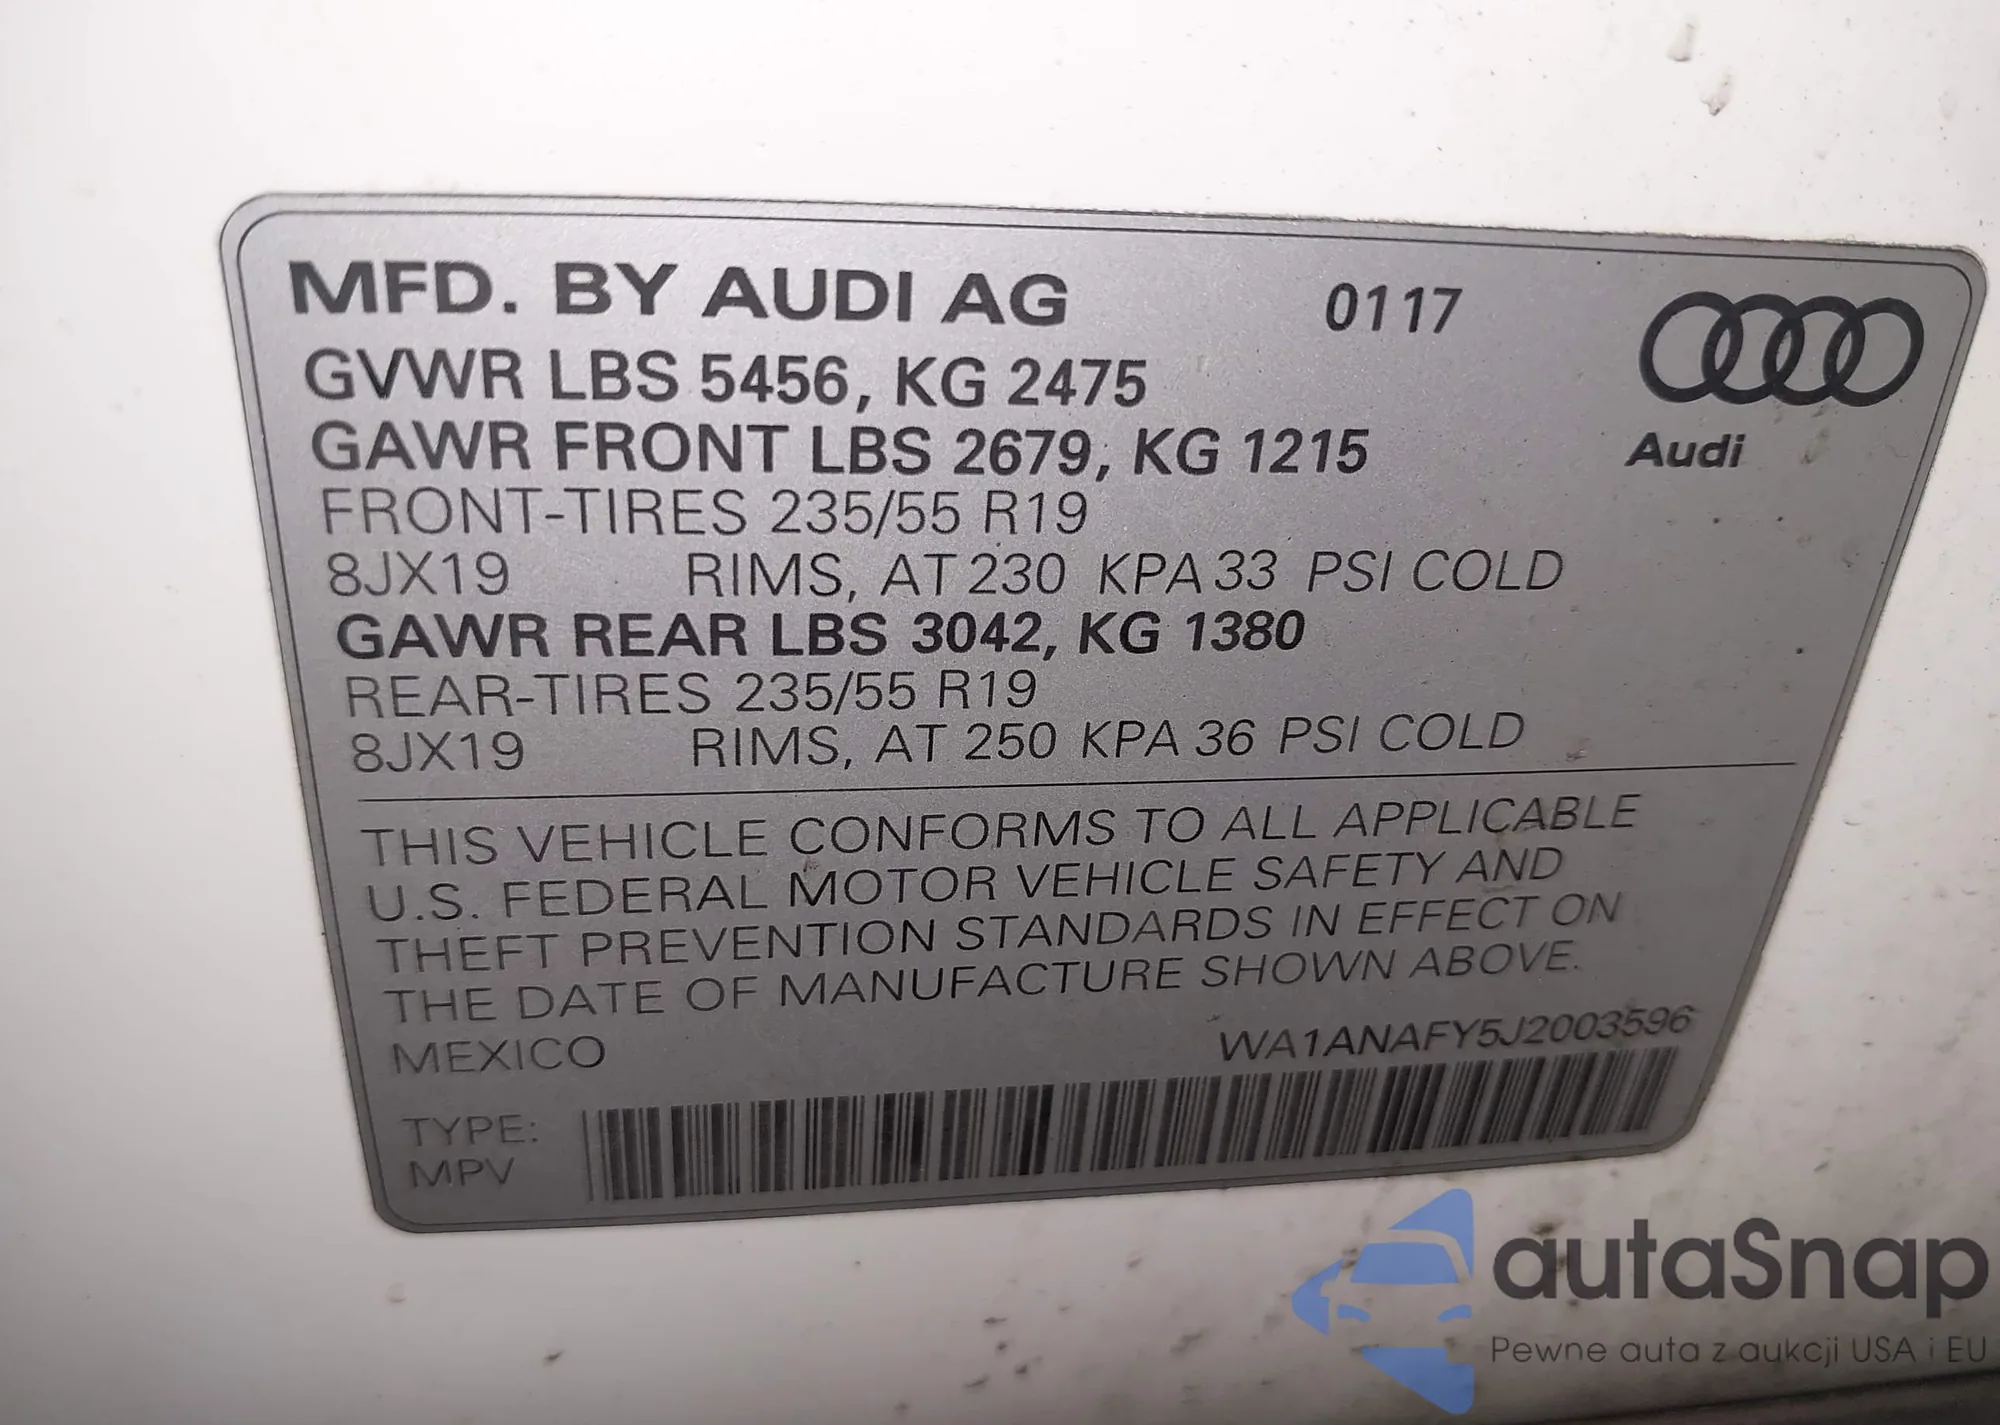 MFD. BY AUDI AG 0117
GVWR LBS 5456, KG 2475
GAWR FRONT LBS 2679, KG 1215
Audi
FRONT-TIRES 235/55 R19
8JX19 RIMS, AT 230 KPA 33 PSI COLD
GAWR REAR LBS 3042, KG 1380
REAR-TIRES 235/55 R19
8JX19 RIMS, AT 250 KPA 36 PSI COLD
THIS VEHICLE CONFORMS TO ALL APPLICABLE
U.S. FEDERAL MOTOR VEHICLE SAFETY AND
THEFT PREVENTION STANDARDS IN EFFECT ON
THE DATE OF MANUFACTURE SHOWN ABOVE.
MEXICO WA1ANAFY5J2003596
TYPE:
MPV
autaSnap
Pewne auta z aukcji USA i EU